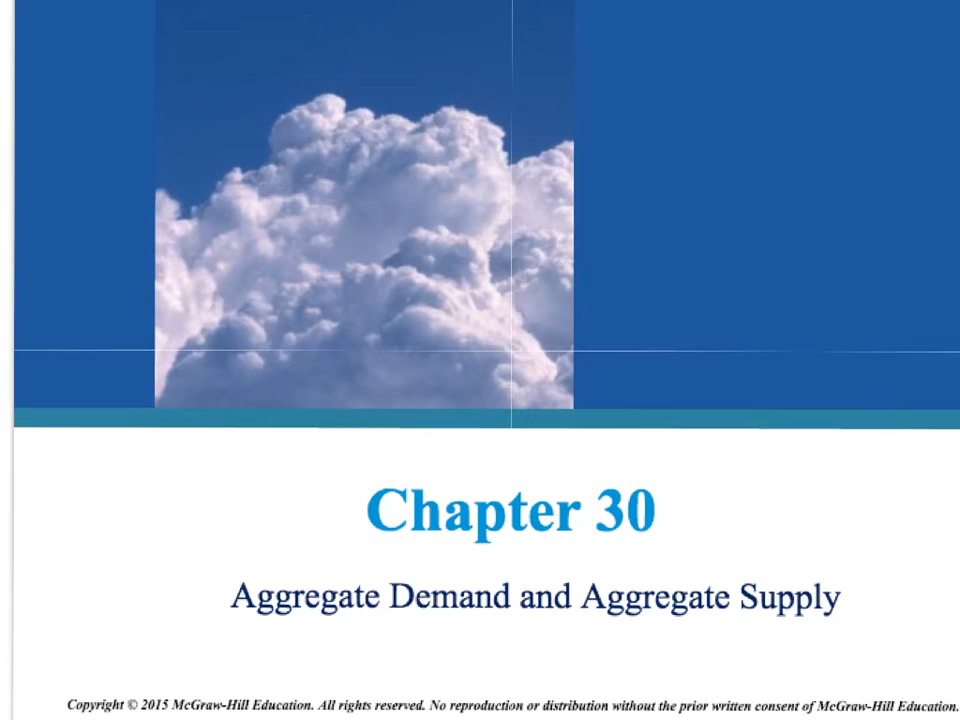 Chapter 30
Aggregate Demand and Aggregate Supply
Copyright © 2015 McGraw-Hill Education. All rights reserved. No reproduction or distribution without the prior written consent of McGraw-Hill Education.